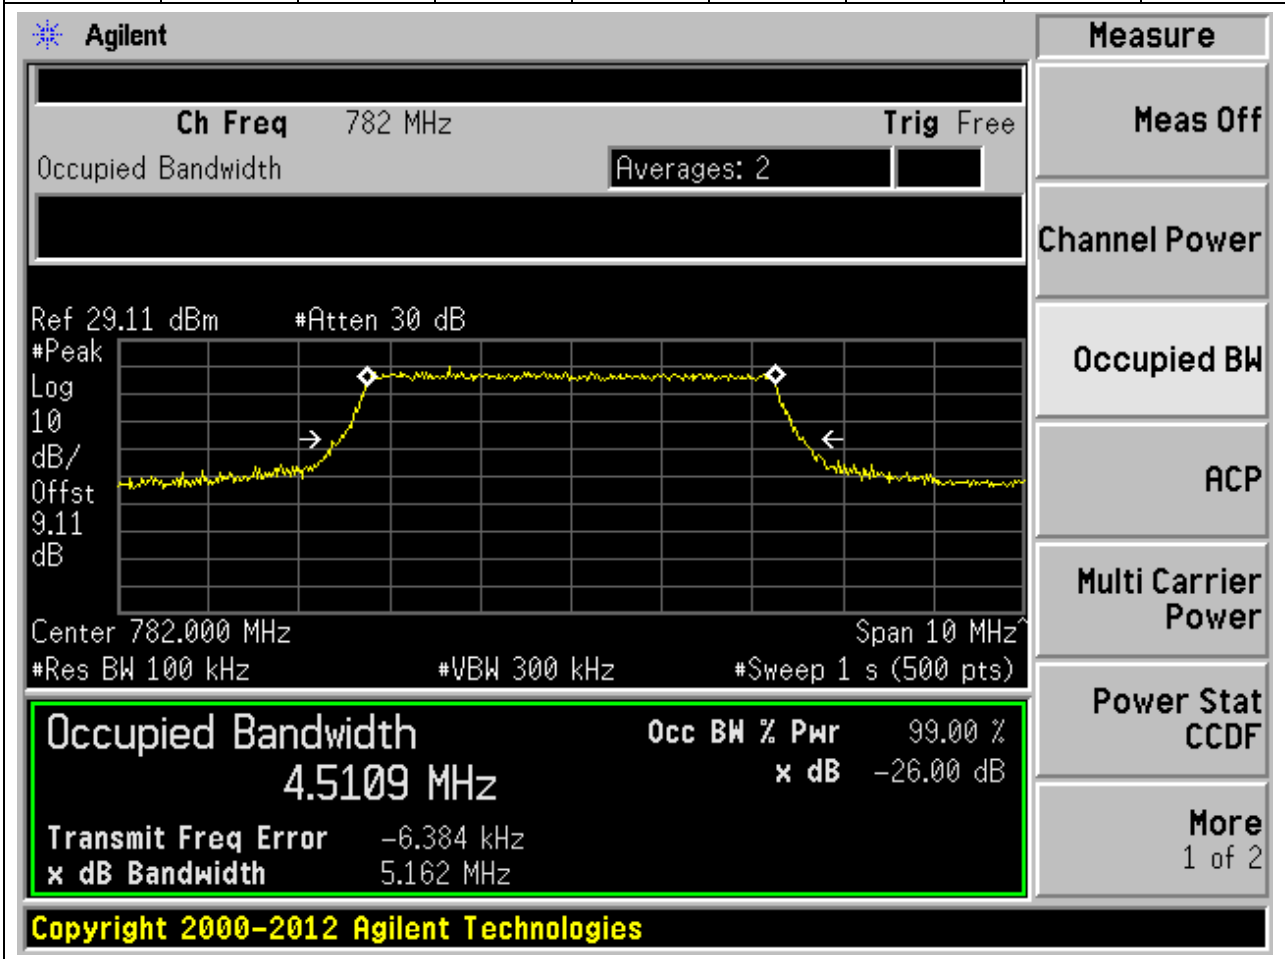 Agilent
Measure
Ch Freq 782 MHz Trig Free
Meas Off
Occupied Bandwidth Averages: 2
Channel Power
Ref 29.11 dBm #Atten 30 dB
#Peak
Log
10
dB/
Offst
9.11
dB
Occupied BW
ACP
Multi Carrier
Power
Center 782.000 MHz Span 10 MHz^
#Res BW 100 kHz #VBW 300 kHz #Sweep 1 s (500 pts)
Power Stat
CCDF
Occupied Bandwidth Occ BW % Pwr 99.00 %
4.5109 MHz x dB -26.00 dB
Transmit Freq Error -6.384 kHz
x dB Bandwidth 5.162 MHz
More
1 of 2
Copyright 2000-2012 Agilent Technologies